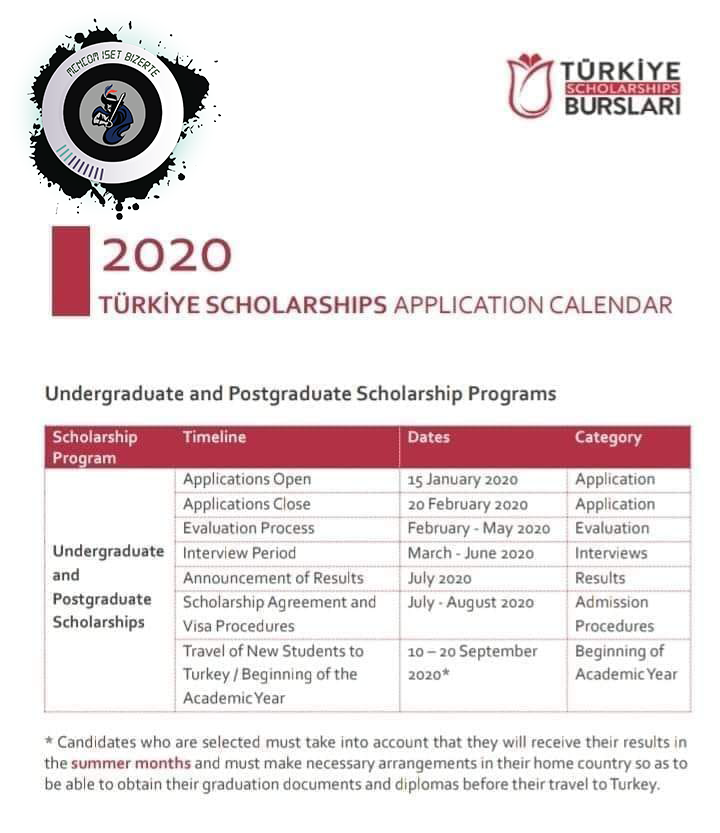 MCMCOM ISET BIZERTE
TÜRKİYE
SCHOLARSHIPS
BURSLARI
2020
TÜRKİYE SCHOLARSHIPS APPLICATION CALENDAR
Undergraduate and Postgraduate Scholarship Programs
Scholarship Program Timeline Dates Category
Undergraduate and Postgraduate Scholarships
Applications Open 15 January 2020 Application
Applications Close 20 February 2020 Application
Evaluation Process February - May 2020 Evaluation
Interview Period March - June 2020 Interviews
Announcement of Results July 2020 Results
Scholarship Agreement and Visa Procedures July - August 2020 Admission Procedures
Travel of New Students to Turkey / Beginning of the Academic Year 10 – 20 September 2020* Beginning of Academic Year
* Candidates who are selected must take into account that they will receive their results in
the summer months and must make necessary arrangements in their home country so as to
be able to obtain their graduation documents and diplomas before their travel to Turkey.